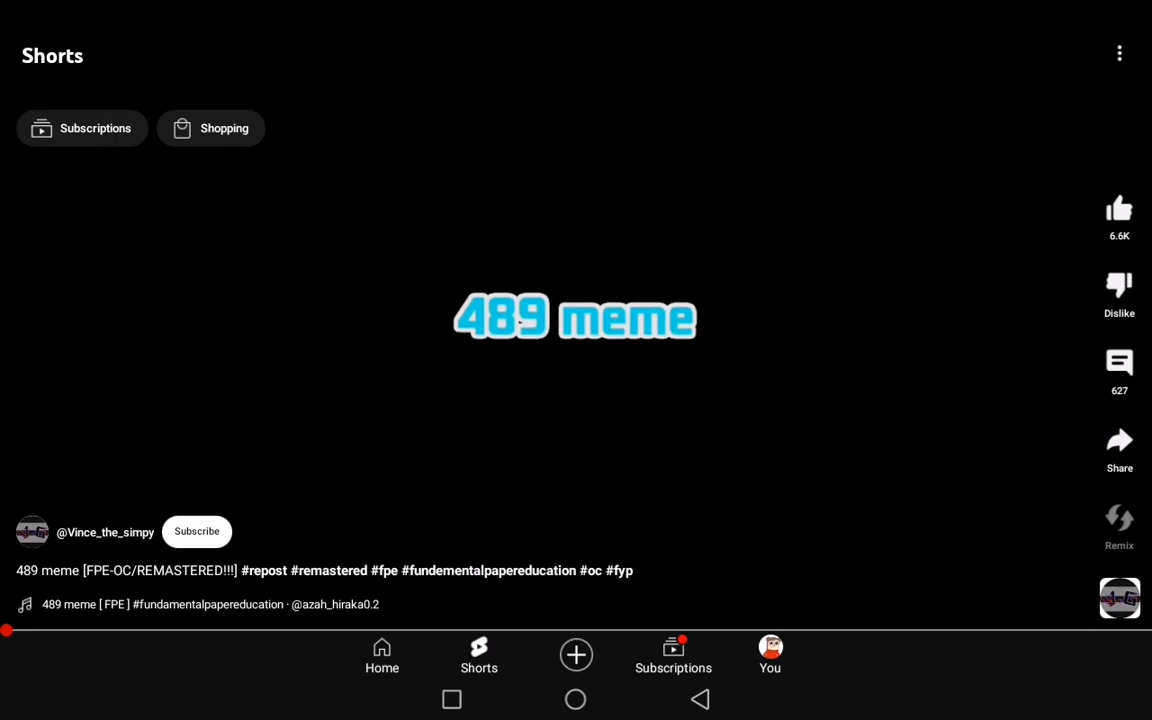 Shorts
Subscriptions
Shopping
6.6K
Dislike
489 meme
627
Share
@Vince_the_simpy
Subscribe
Remix
489 meme [FPE-OC/REMASTERED!!!] #repost #remastered #fpe #fundementalpapereducation #oc #fyp
489 meme [ FPE ] #fundamentalpapereducation · @azah_hiraka0.2
Home
Shorts
Subscriptions
You